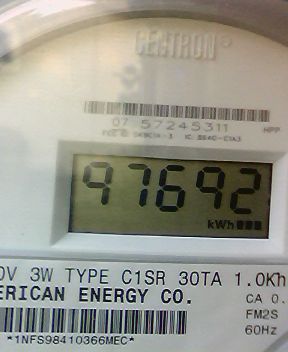 CENTRON®
07 57245311 HPP
97692
kWh
0V 3W TYPE C1SR 30TA 1.0Kh
ERICAN ENERGY CO. CA 0.
FM2S
*1NFS98410366MEC* 60Hz